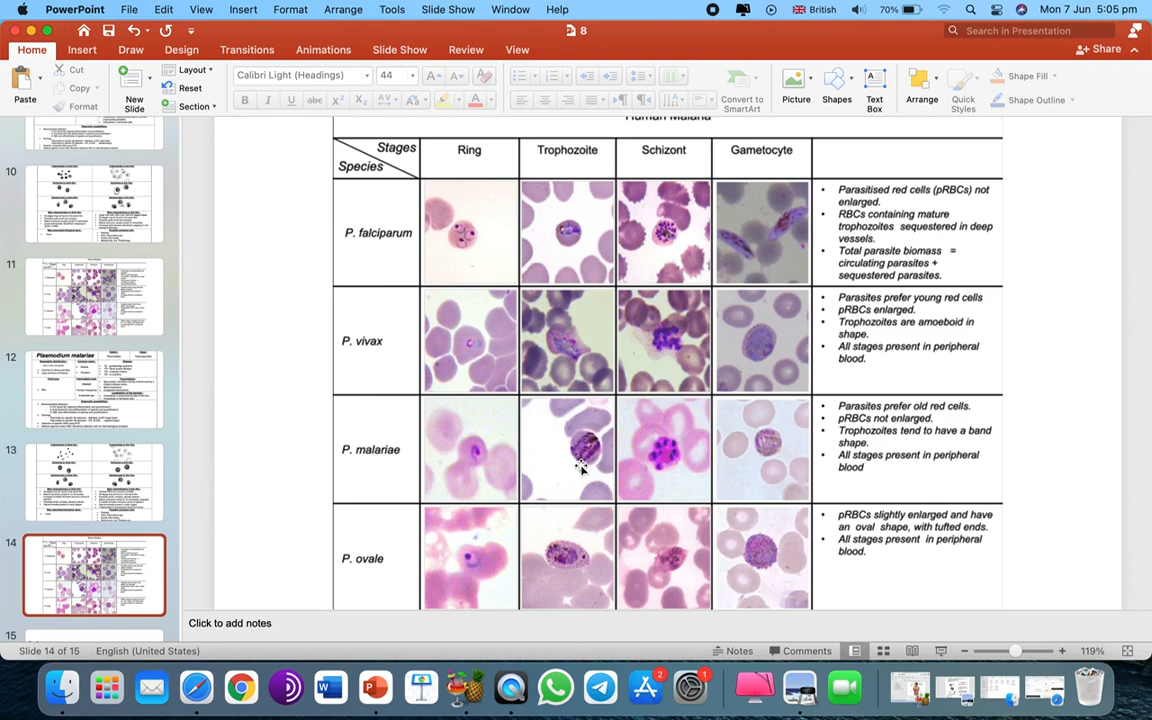 PowerPoint File Edit View Insert Format Arrange Tools Slide Show Window Help British 70% Mon 7 Jun 5:05 pm
8 Search in Presentation
Home Insert Draw Design Transitions Animations Slide Show Review View Share
Paste Cut Copy Format
New Slide Layout Reset Section
Calibri Light (Headings) 44
Convert to SmartArt
Picture Shapes Text Box
Arrange Quick Styles Shape Fill Shape Outline
10
11
12
Plasmodium malariae
13
14
15
Human Malaria
Stages
Species
Ring Trophozoite Schizont Gametocyte
P. falciparum
• Parasitised red cells (pRBCs) not
enlarged.
• RBCs containing mature
trophozoites sequestered in deep
vessels.
• Total parasite biomass =
circulating parasites +
sequestered parasites.
P. vivax
• Parasites prefer young red cells
• pRBCs enlarged.
• Trophozoites are amoeboid in
shape.
• All stages present in peripheral
blood.
P. malariae
• Parasites prefer old red cells.
• pRBCs not enlarged.
• Trophozoites tend to have a band
shape.
• All stages present in peripheral
blood
P. ovale
• pRBCs slightly enlarged and have
an oval shape, with tufted ends.
• All stages present in peripheral
blood.
Click to add notes
Slide 14 of 15 English (United States) Notes Comments 119%
2 1